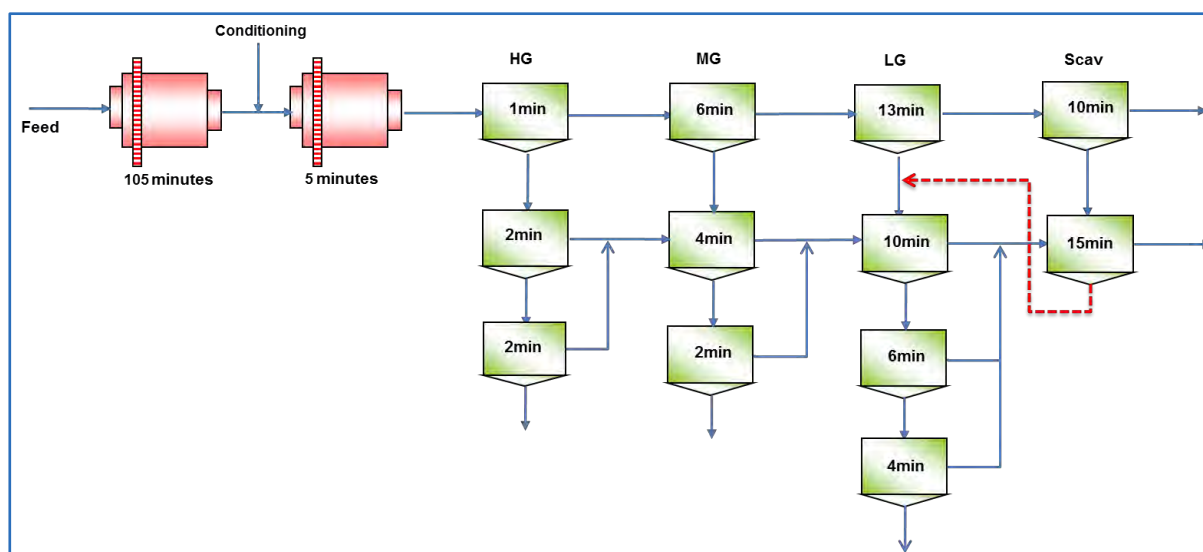 Conditioning
HG
MG
LG
Scav
1min
6min
13min
10min
Feed
105 minutes
5 minutes
2min
4min
10min
15min
2min
2min
6min
4min